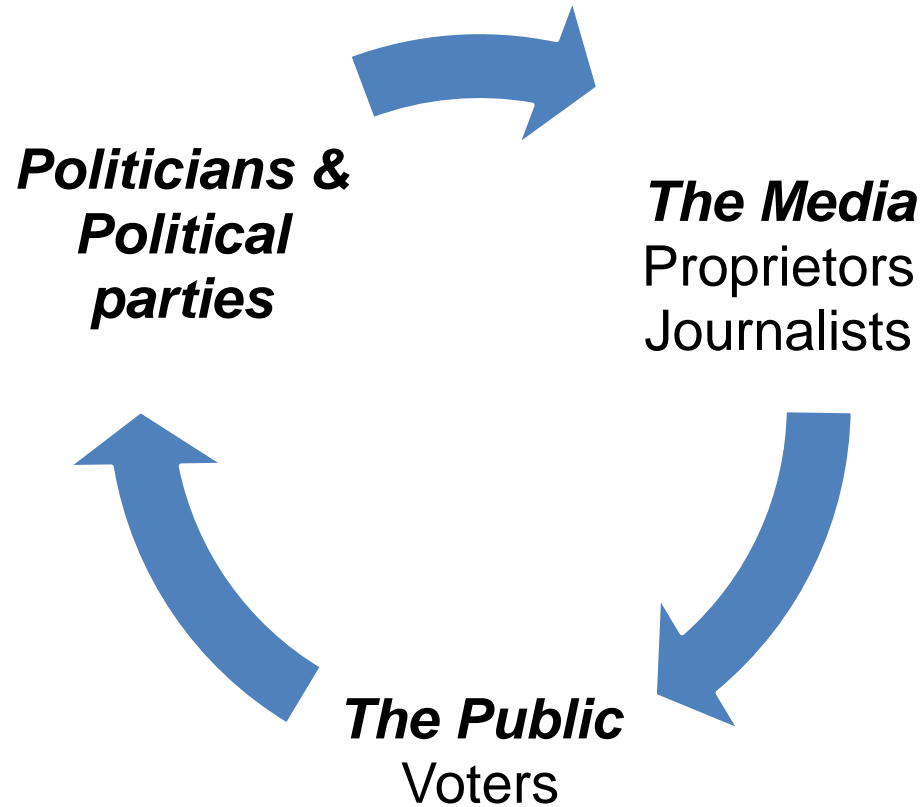 Politicians &
Political
parties
The Media
Proprietors
Journalists
The Public
Voters